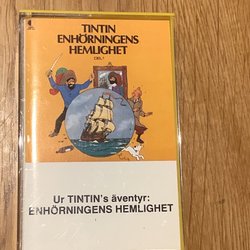 TINTIN
ENHÖRNINGENS
HEMLIGHET
DEL 1
Ur TINTIN's äventyr:
ENHÖRNINGENS HEMLIGHET